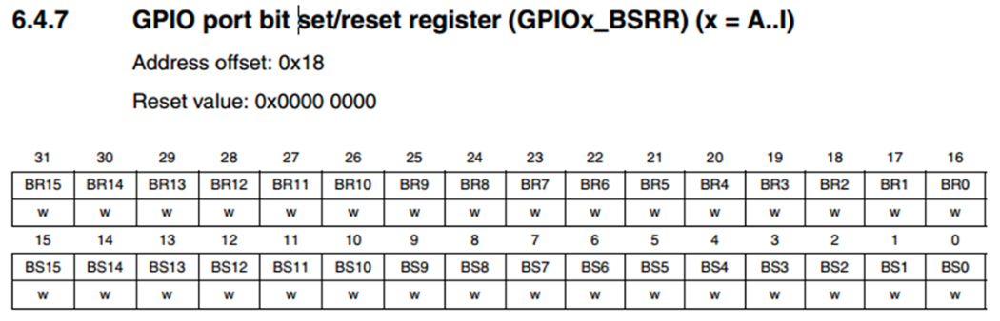 6.4.7 GPIO port bit set/reset register (GPIOx_BSRR) (x = A..I)
Address offset: 0x18
Reset value: 0x0000 0000
31 30 29 28 27 26 25 24 23 22 21 20 19 18 17 16
BR15 BR14 BR13 BR12 BR11 BR10 BR9 BR8 BR7 BR6 BR5 BR4 BR3 BR2 BR1 BR0
w w w w w w w w w w w w w w w w
15 14 13 12 11 10 9 8 7 6 5 4 3 2 1 0
BS15 BS14 BS13 BS12 BS11 BS10 BS9 BS8 BS7 BS6 BS5 BS4 BS3 BS2 BS1 BS0
w w w w w w w w w w w w w w w w